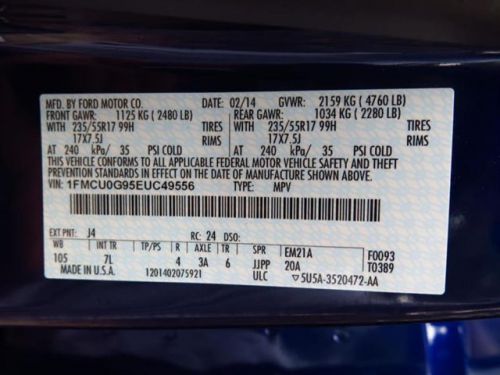 MFD. BY FORD MOTOR CO. DATE: 02/14 GVWR: 2159 KG ( 4760 LB)
FRONT GAWR: 1125 KG ( 2480 LB) REAR GAWR: 1034 KG ( 2280 LB)
WITH 235/55R17 99H TIRES WITH 235/55R17 99H TIRES
17X7.5J RIMS 17X7.5J RIMS
AT 240 kPa/ 35 PSI COLD AT 240 kPa/ 35 PSI COLD
THIS VEHICLE CONFORMS TO ALL APPLICABLE FEDERAL MOTOR VEHICLE SAFETY AND THEFT
PREVENTION STANDARDS IN EFFECT ON THE DATE OF MANUFACTURE SHOWN ABOVE.
VIN: 1FMCU0G95EUC49556 TYPE: MPV
EXT PNT: J4 RC: 24 DSO:
WB INT TR TP/PS R AXLE TR SPR EM21A F0093
105 7L 4 3A 6 JJPP 20A T0389
MADE IN U.S.A. 1201402075921 ULC ▽5U5A-3520472-AA